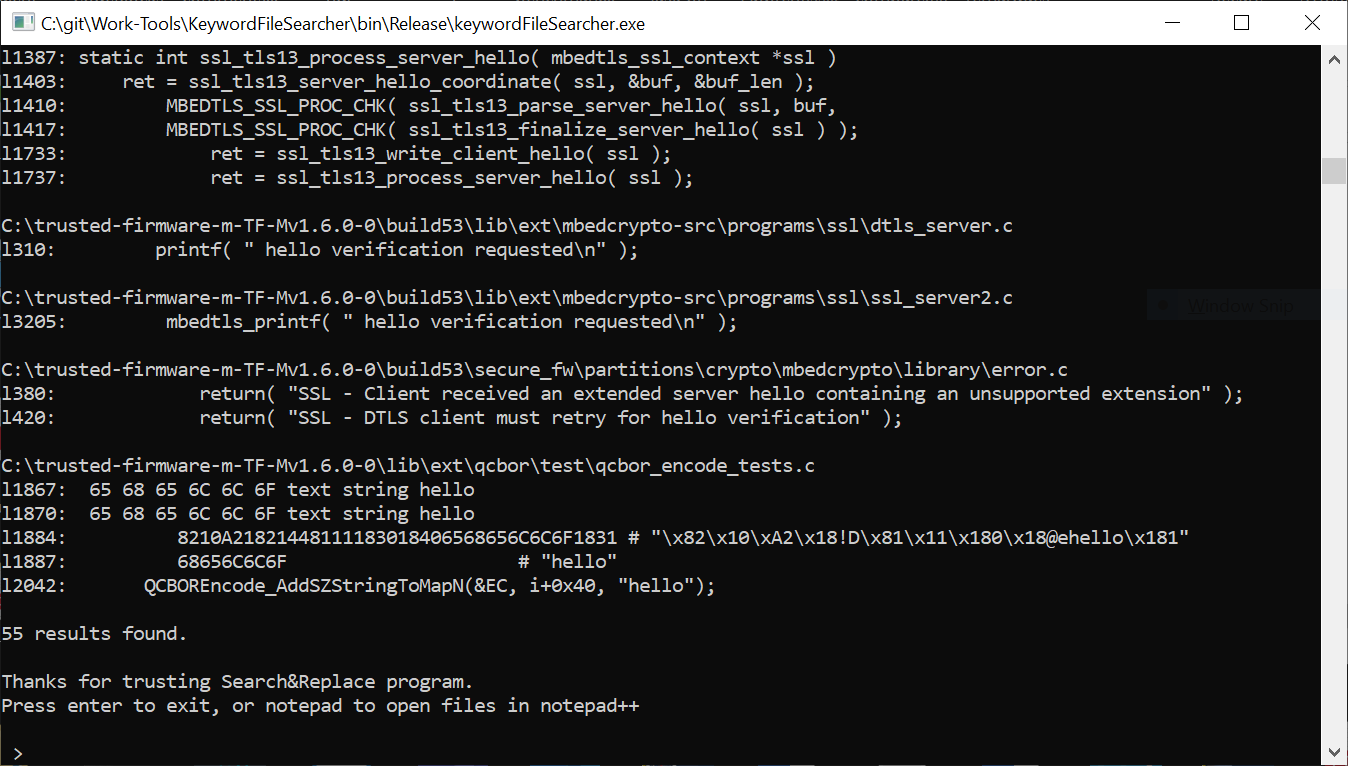 C:\git\Work-Tools\KeywordFileSearcher\bin\Release\keywordFileSearcher.exe
l1387: static int ssl_tls13_process_server_hello( mbedtls_ssl_context *ssl )
l1403:     ret = ssl_tls13_server_hello_coordinate( ssl, &buf, &buf_len );
l1410:         MBEDTLS_SSL_PROC_CHK( ssl_tls13_parse_server_hello( ssl, buf,
l1417:         MBEDTLS_SSL_PROC_CHK( ssl_tls13_finalize_server_hello( ssl ) );
l1733:             ret = ssl_tls13_write_client_hello( ssl );
l1737:             ret = ssl_tls13_process_server_hello( ssl );
C:\trusted-firmware-m-TF-Mv1.6.0-0\build53\lib\ext\mbedcrypto-src\programs\ssl\dtls_server.c
l310:         printf( " hello verification requested\n" );
C:\trusted-firmware-m-TF-Mv1.6.0-0\build53\lib\ext\mbedcrypto-src\programs\ssl\ssl_server2.c
Window Snip
l3205:         mbedtls_printf( " hello verification requested\n" );
C:\trusted-firmware-m-TF-Mv1.6.0-0\build53\secure_fw\partitions\crypto\mbedcrypto\library\error.c
l380:             return( "SSL - Client received an extended server hello containing an unsupported extension" );
l420:             return( "SSL - DTLS client must retry for hello verification" );
C:\trusted-firmware-m-TF-Mv1.6.0-0\lib\ext\qcbor\test\qcbor_encode_tests.c
l1867:  65 68 65 6C 6C 6F text string hello
l1870:  65 68 65 6C 6C 6F text string hello
l1884:          8210A21821448111183018406568656C6C6F1831 # "\x82\x10\xA2\x18!D\x81\x11\x180\x18@ehello\x181"
l1887:          68656C6C6F                     # "hello"
l2042:       QCBOREncode_AddSZStringToMapN(&EC, i+0x40, "hello");
55 results found.
Thanks for trusting Search&Replace program.
Press enter to exit, or notepad to open files in notepad++
>